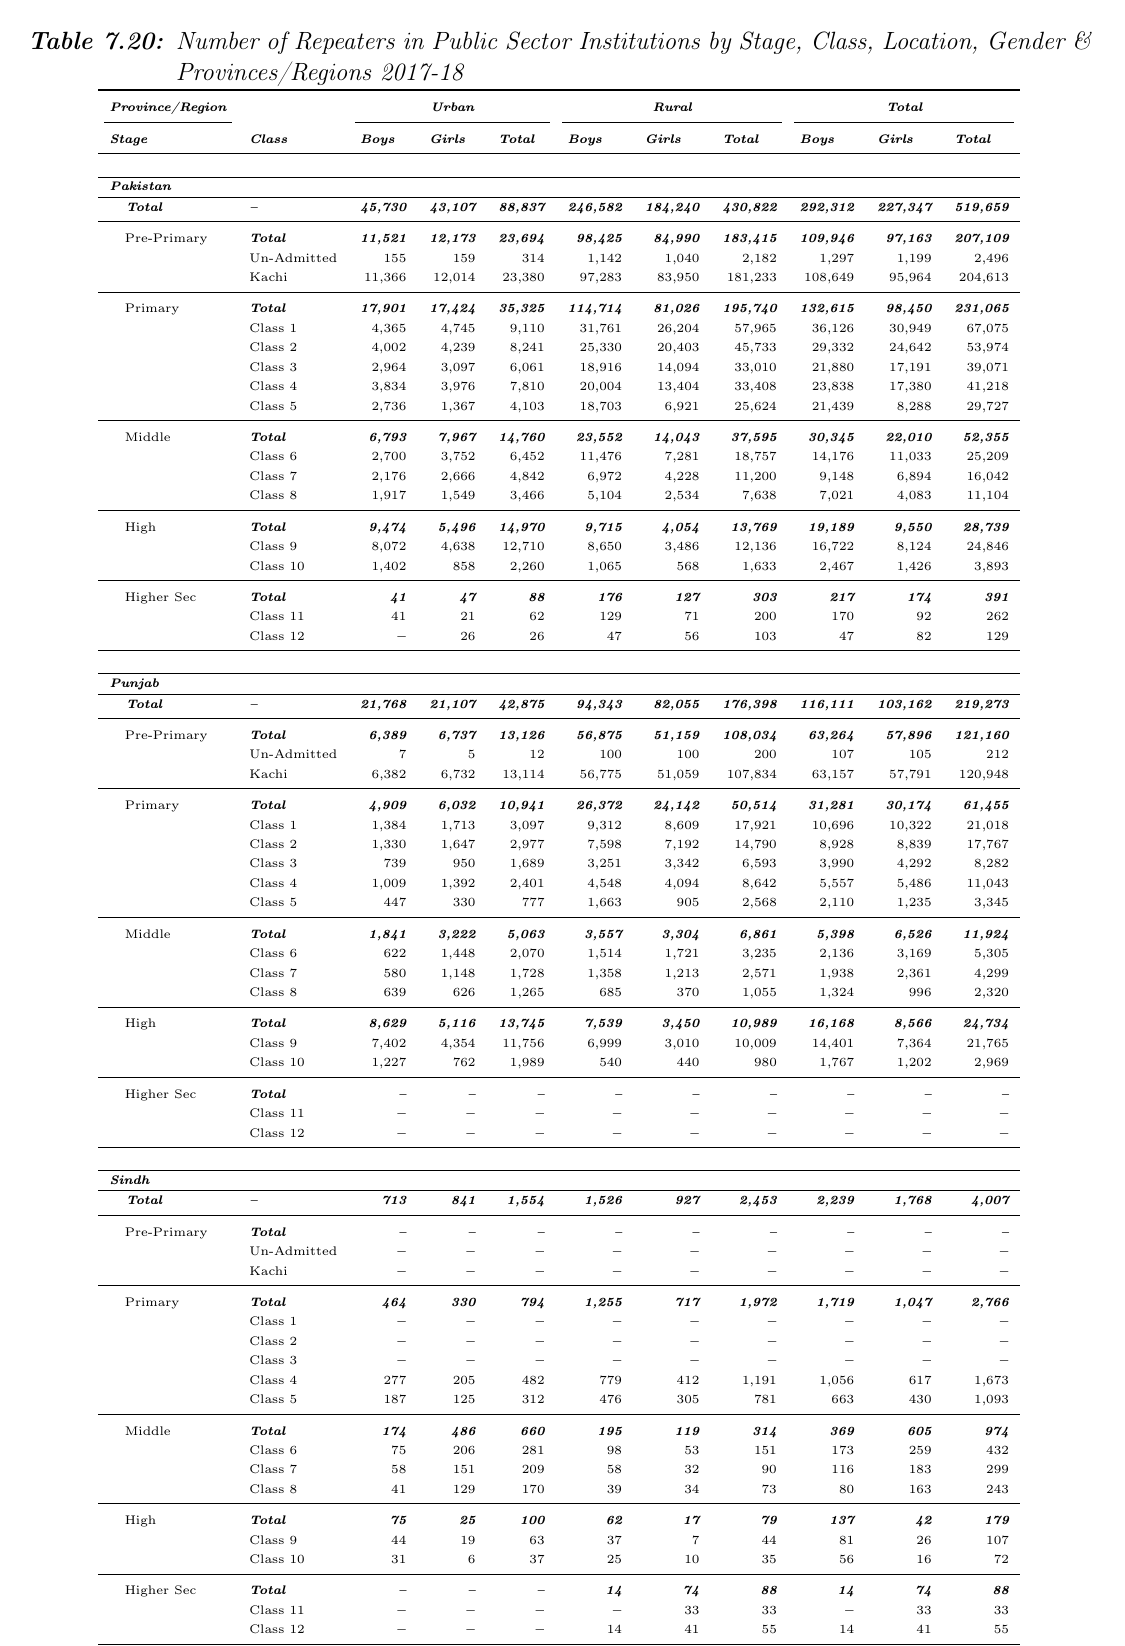 Table 7.20: Number of Repeaters in Public Sector Institutions by Stage, Class, Location, Gender &
Provinces/Regions 2017-18
Province/Region Urban Rural Total
Stage Class Boys Girls Total Boys Girls Total Boys Girls Total
Pakistan
Total – 45,730 43,107 88,837 246,582 184,240 430,822 292,312 227,347 519,659
Pre-Primary Total 11,521 12,173 23,694 98,425 84,990 183,415 109,946 97,163 207,109
Un-Admitted 155 159 314 1,142 1,040 2,182 1,297 1,199 2,496
Kachi 11,366 12,014 23,380 97,283 83,950 181,233 108,649 95,964 204,613
Primary Total 17,901 17,424 35,325 114,714 81,026 195,740 132,615 98,450 231,065
Class 1 4,365 4,745 9,110 31,761 26,204 57,965 36,126 30,949 67,075
Class 2 4,002 4,239 8,241 25,330 20,403 45,733 29,332 24,642 53,974
Class 3 2,964 3,097 6,061 18,916 14,094 33,010 21,880 17,191 39,071
Class 4 3,834 3,976 7,810 20,004 13,404 33,408 23,838 17,380 41,218
Class 5 2,736 1,367 4,103 18,703 6,921 25,624 21,439 8,288 29,727
Middle Total 6,793 7,967 14,760 23,552 14,043 37,595 30,345 22,010 52,355
Class 6 2,700 3,752 6,452 11,476 7,281 18,757 14,176 11,033 25,209
Class 7 2,176 2,666 4,842 6,972 4,228 11,200 9,148 6,894 16,042
Class 8 1,917 1,549 3,466 5,104 2,534 7,638 7,021 4,083 11,104
High Total 9,474 5,496 14,970 9,715 4,054 13,769 19,189 9,550 28,739
Class 9 8,072 4,638 12,710 8,650 3,486 12,136 16,722 8,124 24,846
Class 10 1,402 858 2,260 1,065 568 1,633 2,467 1,426 3,893
Higher Sec Total 41 47 88 176 127 303 217 174 391
Class 11 41 21 62 129 71 200 170 92 262
Class 12 – 26 26 47 56 103 47 82 129
Punjab
Total – 21,768 21,107 42,875 94,343 82,055 176,398 116,111 103,162 219,273
Pre-Primary Total 6,389 6,737 13,126 56,875 51,159 108,034 63,264 57,896 121,160
Un-Admitted 7 5 12 100 100 200 107 105 212
Kachi 6,382 6,732 13,114 56,775 51,059 107,834 63,157 57,791 120,948
Primary Total 4,909 6,032 10,941 26,372 24,142 50,514 31,281 30,174 61,455
Class 1 1,384 1,713 3,097 9,312 8,609 17,921 10,696 10,322 21,018
Class 2 1,330 1,647 2,977 7,598 7,192 14,790 8,928 8,839 17,767
Class 3 739 950 1,689 3,251 3,342 6,593 3,990 4,292 8,282
Class 4 1,009 1,392 2,401 4,548 4,094 8,642 5,557 5,486 11,043
Class 5 447 330 777 1,663 905 2,568 2,110 1,235 3,345
Middle Total 1,841 3,222 5,063 3,557 3,304 6,861 5,398 6,526 11,924
Class 6 622 1,448 2,070 1,514 1,721 3,235 2,136 3,169 5,305
Class 7 580 1,148 1,728 1,358 1,213 2,571 1,938 2,361 4,299
Class 8 639 626 1,265 685 370 1,055 1,324 996 2,320
High Total 8,629 5,116 13,745 7,539 3,450 10,989 16,168 8,566 24,734
Class 9 7,402 4,354 11,756 6,999 3,010 10,009 14,401 7,364 21,765
Class 10 1,227 762 1,989 540 440 980 1,767 1,202 2,969
Higher Sec Total – – – – – – – – –
Class 11 – – – – – – – – –
Class 12 – – – – – – – – –
Sindh
Total – 713 841 1,554 1,526 927 2,453 2,239 1,768 4,007
Pre-Primary Total – – – – – – – – –
Un-Admitted – – – – – – – – –
Kachi – – – – – – – – –
Primary Total 464 330 794 1,255 717 1,972 1,719 1,047 2,766
Class 1 – – – – – – – – –
Class 2 – – – – – – – – –
Class 3 – – – – – – – – –
Class 4 277 205 482 779 412 1,191 1,056 617 1,673
Class 5 187 125 312 476 305 781 663 430 1,093
Middle Total 174 486 660 195 119 314 369 605 974
Class 6 75 206 281 98 53 151 173 259 432
Class 7 58 151 209 58 32 90 116 183 299
Class 8 41 129 170 39 34 73 80 163 243
High Total 75 25 100 62 17 79 137 42 179
Class 9 44 19 63 37 7 44 81 26 107
Class 10 31 6 37 25 10 35 56 16 72
Higher Sec Total – – – 14 74 88 14 74 88
Class 11 – – – – 33 33 – 33 33
Class 12 – – – 14 41 55 14 41 55